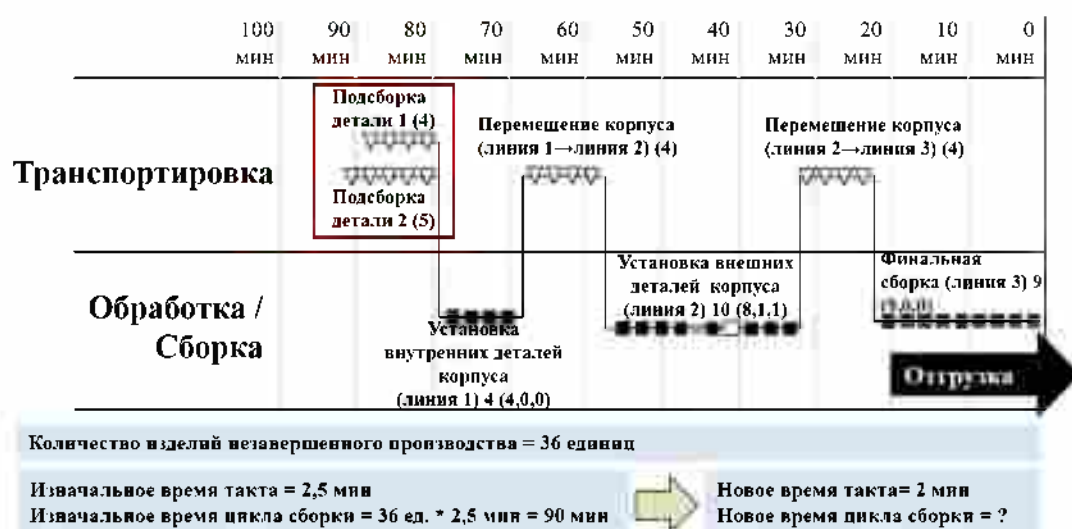 100 90 80 70 60 50 40 30 20 10 0
мин мин мин мин мин мин мин мин мин мин мин
Подсборка
детали 1 (4)
Перемещение корпуса
(линия 1→линия 2) (4)
Перемещение корпуса
(линия 2→линия 3) (4)
Транспортировка
Подсборка
детали 2 (5)
Обработка /
Сборка
Установка
внутренних деталей
корпуса
(линия 1) 4 (4,0,0)
Установка внешних
деталей корпуса
(линия 2) 10 (8,1,1)
Финальная
сборка (линия 3) 9
(9,0,0)
Отгрузка
Количество изделий незавершенного производства = 36 единиц
Изначальное время такта = 2,5 мин
Изначальное время цикла сборки = 36 ед. * 2,5 мин = 90 мин
Новое время такта= 2 мин
Новое время цикла сборки = ?